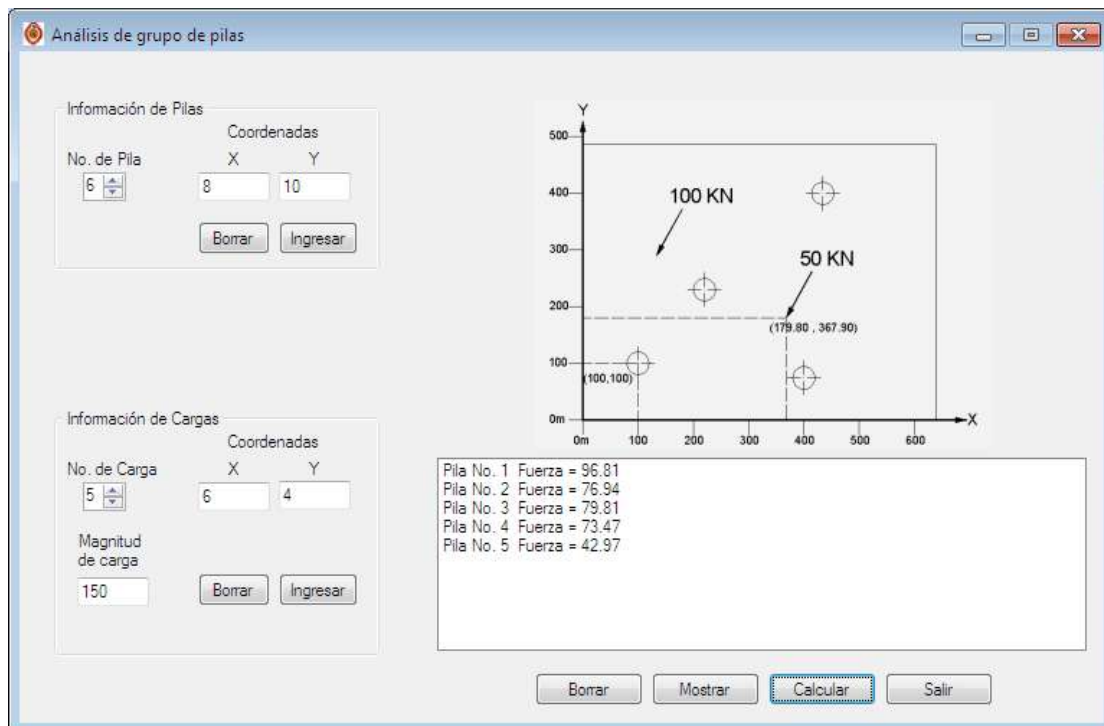 Análisis de grupo de pilas
Información de Pilas
Coordenadas
No. de Pila X Y
6 8 10
Borrar Ingresar
Información de Cargas
Coordenadas
No. de Carga X Y
5 6 4
Magnitud
de carga
150 Borrar Ingresar
Y
500
400
300
200
100
0m
100 KN
50 KN
(179.80 , 367.90)
(100,100)
X
0m 100 200 300 400 500 600
Pila No. 1 Fuerza = 96.81
Pila No. 2 Fuerza = 76.94
Pila No. 3 Fuerza = 79.81
Pila No. 4 Fuerza = 73.47
Pila No. 5 Fuerza = 42.97
Borrar Mostrar Calcular Salir